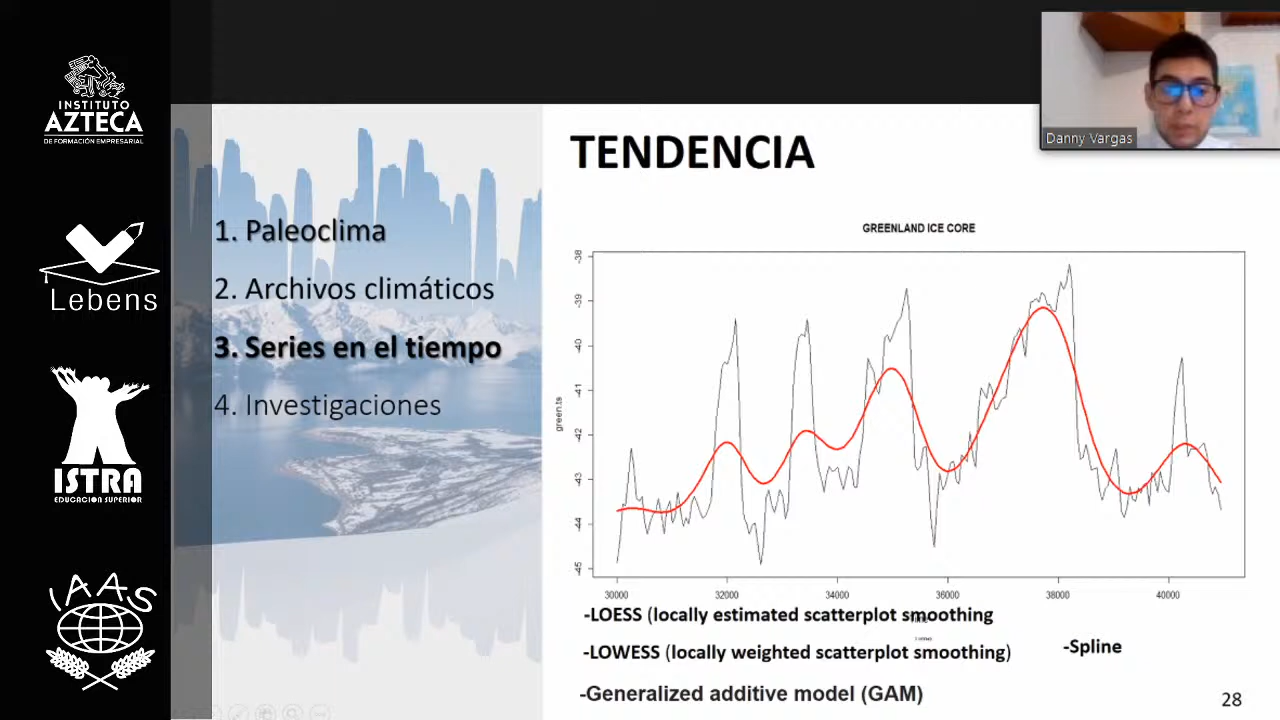 INSTITUTO
AZTECA
DE FORMACIÓN EMPRESARIAL
Lebens
ISTRA
EDUCACION SUPERIOR
IAAS
1. Paleoclima
2. Archivos climáticos
3. Series en el tiempo
4. Investigaciones
TENDENCIA
Danny Vargas
GREENLAND ICE CORE
green.ts
-38
-39
-40
-41
-42
-43
-44
-45
30000 32000 34000 36000 38000 40000
-LOESS (locally estimated scatterplot smoothing
-LOWESS (locally weighted scatterplot smoothing)
-Spline
-Generalized additive model (GAM)
28